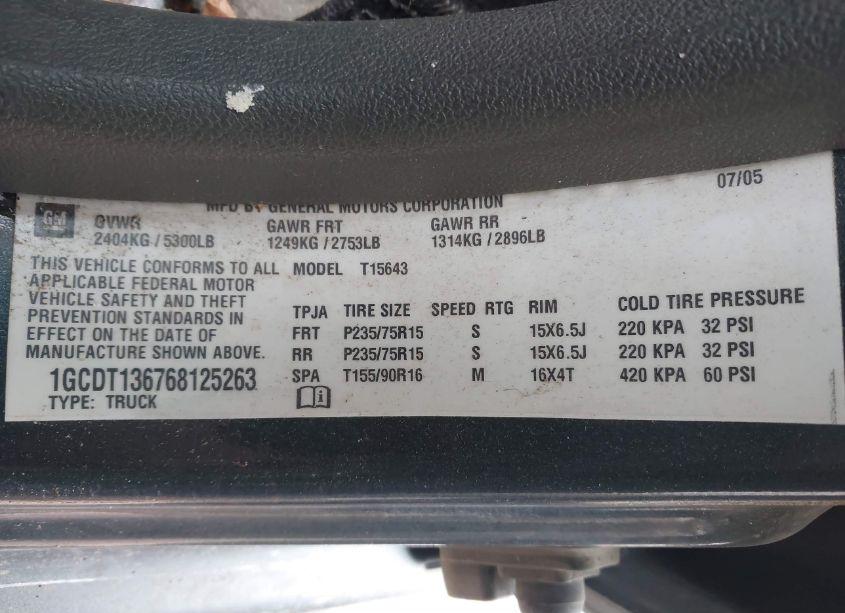 MFD BY GENERAL MOTORS CORPORATION
07/05
GM
GVWR GAWR FRT GAWR RR
2404KG / 5300LB 1249KG / 2753LB 1314KG / 2896LB
THIS VEHICLE CONFORMS TO ALL
APPLICABLE FEDERAL MOTOR
VEHICLE SAFETY AND THEFT
PREVENTION STANDARDS IN
EFFECT ON THE DATE OF
MANUFACTURE SHOWN ABOVE.
1GCDT136768125263
TYPE: TRUCK
MODEL T15643
TPJA TIRE SIZE SPEED RTG RIM COLD TIRE PRESSURE
FRT P235/75R15 S 15X6.5J 220 KPA 32 PSI
RR P235/75R15 S 15X6.5J 220 KPA 32 PSI
SPA T155/90R16 M 16X4T 420 KPA 60 PSI